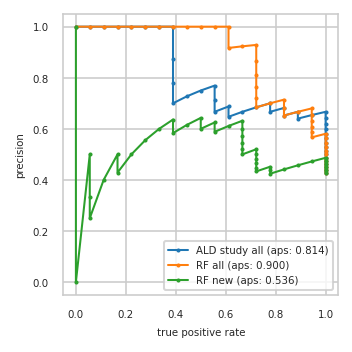 1.0
0.8
0.6
0.4
0.2
0.0
precision
0.0 0.2 0.4 0.6 0.8 1.0
true positive rate
ALD study all (aps: 0.814)
RF all (aps: 0.900)
RF new (aps: 0.536)